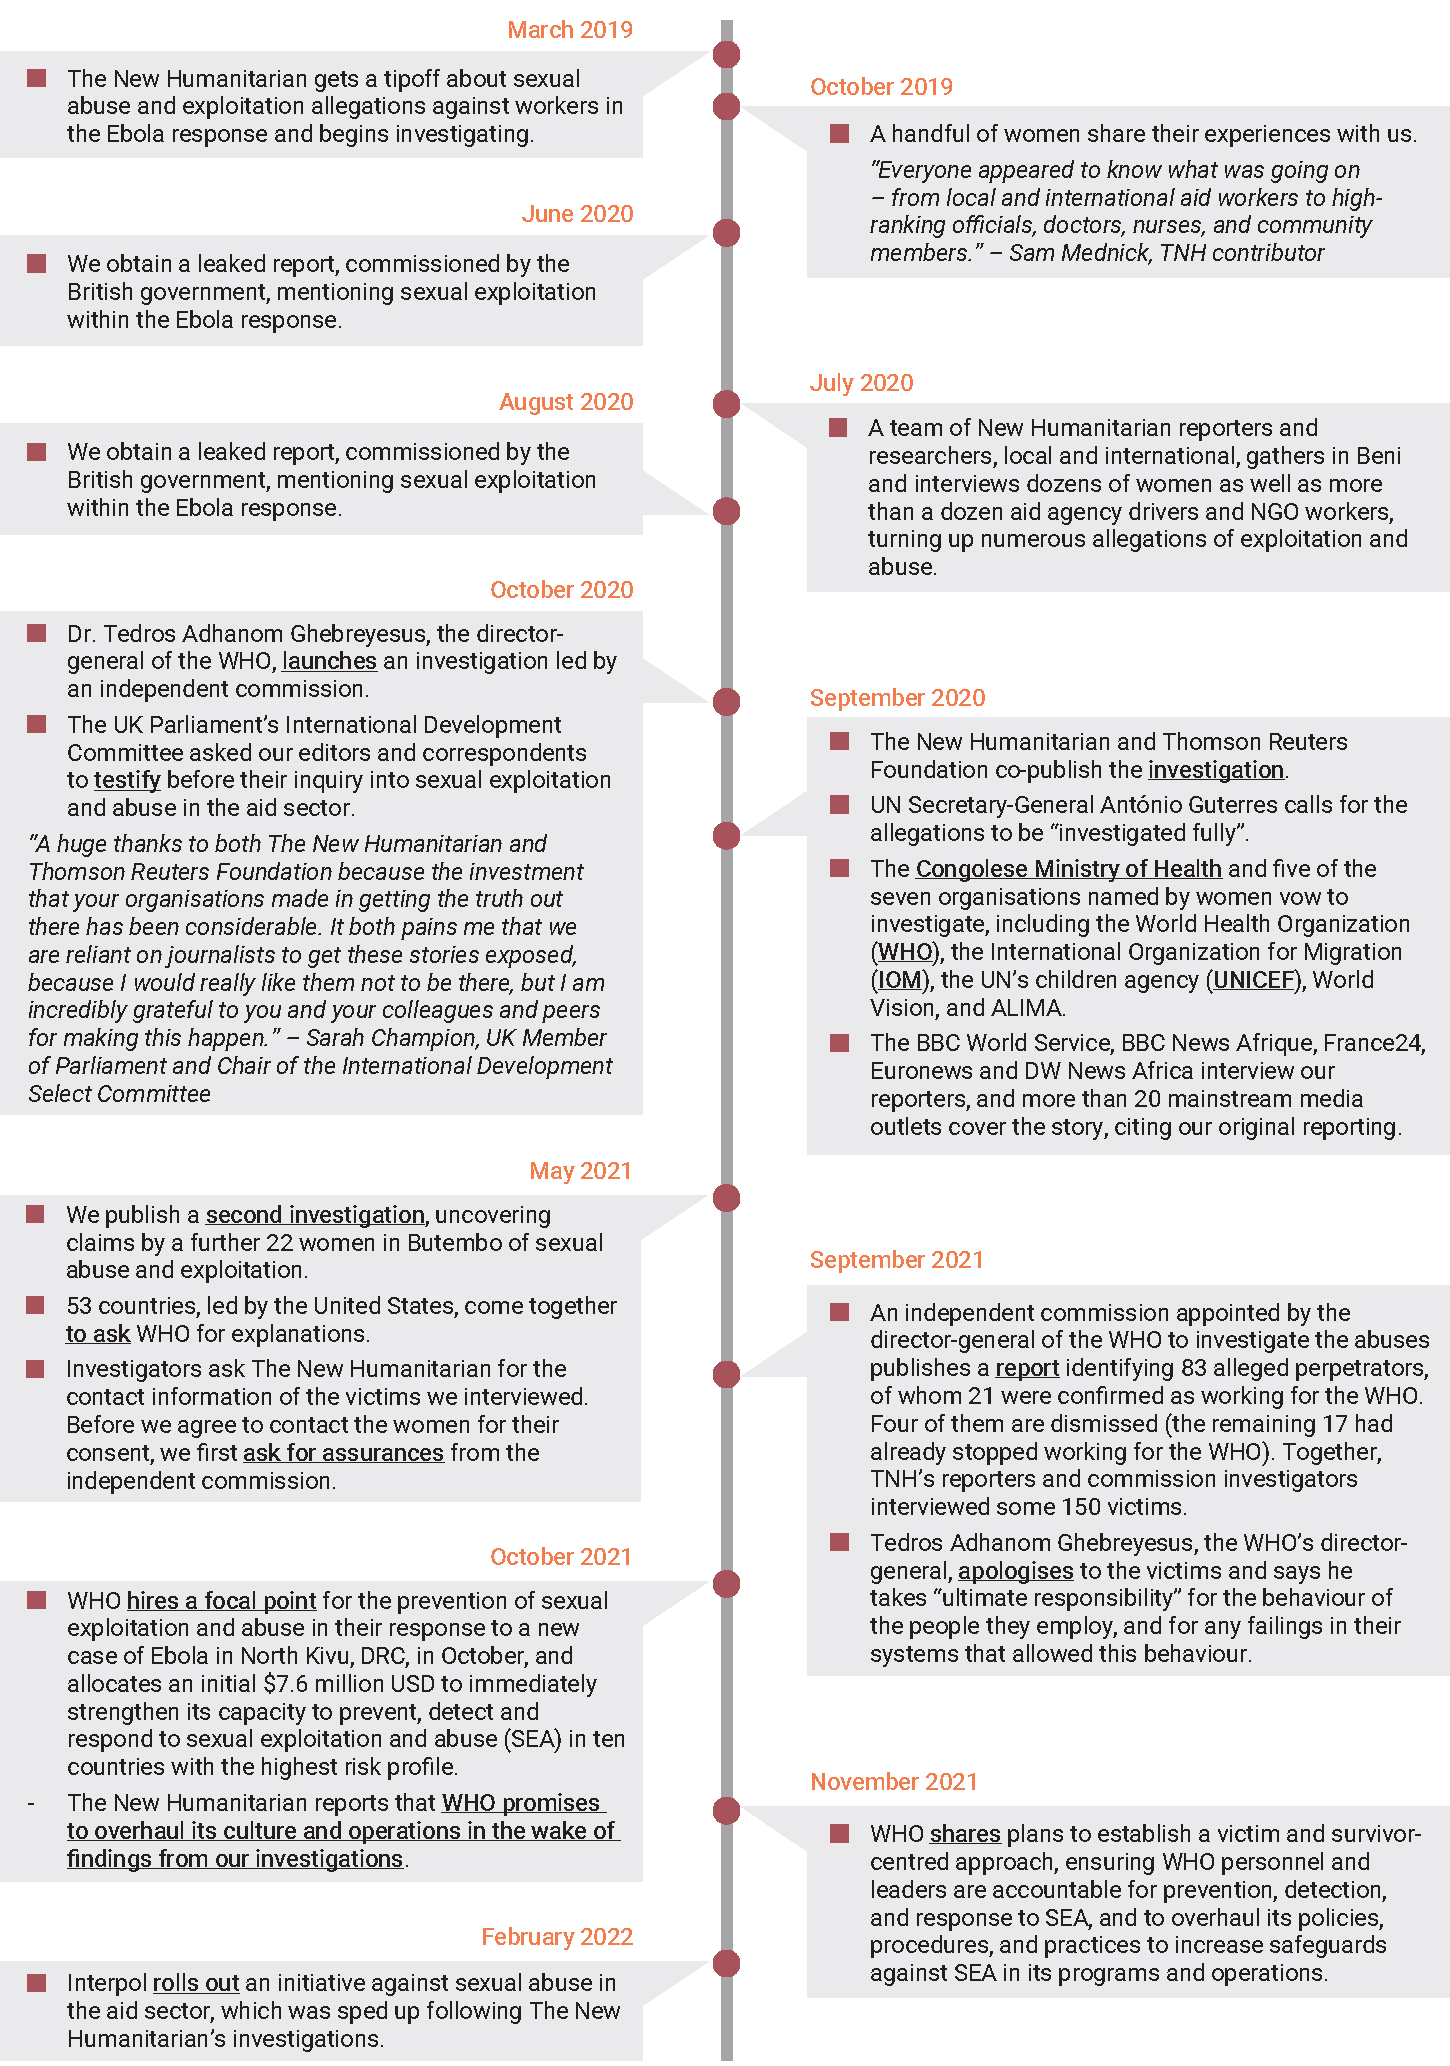 March 2019
The New Humanitarian gets a tipoff about sexual
abuse and exploitation allegations against workers in
the Ebola response and begins investigating.
October 2019
A handful of women share their experiences with us.
"Everyone appeared to know what was going on
– from local and international aid workers to high-
ranking officials, doctors, nurses, and community
members." – Sam Mednick, TNH contributor
June 2020
We obtain a leaked report, commissioned by the
British government, mentioning sexual exploitation
within the Ebola response.
July 2020
A team of New Humanitarian reporters and
researchers, local and international, gathers in Beni
and interviews dozens of women as well as more
than a dozen aid agency drivers and NGO workers,
turning up numerous allegations of exploitation and
abuse.
August 2020
We obtain a leaked report, commissioned by the
British government, mentioning sexual exploitation
within the Ebola response.
September 2020
The New Humanitarian and Thomson Reuters
Foundation co-publish the investigation.
UN Secretary-General António Guterres calls for the
allegations to be “investigated fully”.
The Congolese Ministry of Health and five of the
seven organisations named by women vow to
investigate, including the World Health Organization
(WHO), the International Organization for Migration
(IOM), the UN’s children agency (UNICEF), World
Vision, and ALIMA.
The BBC World Service, BBC News Afrique, France24,
Euronews and DW News Africa interview our
reporters, and more than 20 mainstream media
outlets cover the story, citing our original reporting.
October 2020
Dr. Tedros Adhanom Ghebreyesus, the director-
general of the WHO, launches an investigation led by
an independent commission.
The UK Parliament’s International Development
Committee asked our editors and correspondents
to testify before their inquiry into sexual exploitation
and abuse in the aid sector.
"A huge thanks to both The New Humanitarian and
Thomson Reuters Foundation because the investment
that your organisations made in getting the truth out
there has been considerable. It both pains me that we
are reliant on journalists to get these stories exposed,
because I would really like them not to be there, but I am
incredibly grateful to you and your colleagues and peers
for making this happen." – Sarah Champion, UK Member
of Parliament and Chair of the International Development
Select Committee
May 2021
We publish a second investigation, uncovering
claims by a further 22 women in Butembo of sexual
abuse and exploitation.
53 countries, led by the United States, come together
to ask WHO for explanations.
Investigators ask The New Humanitarian for the
contact information of the victims we interviewed.
Before we agree to contact the women for their
consent, we first ask for assurances from the
independent commission.
September 2021
An independent commission appointed by the
director-general of the WHO to investigate the abuses
publishes a report identifying 83 alleged perpetrators,
of whom 21 were confirmed as working for the WHO.
Four of them are dismissed (the remaining 17 had
already stopped working for the WHO). Together,
TNH’s reporters and commission investigators
interviewed some 150 victims.
Tedros Adhanom Ghebreyesus, the WHO’s director-
general, apologises to the victims and says he
takes “ultimate responsibility” for the behaviour of
the people they employ, and for any failings in their
systems that allowed this behaviour.
October 2021
WHO hires a focal point for the prevention of sexual
exploitation and abuse in their response to a new
case of Ebola in North Kivu, DRC, in October, and
allocates an initial $7.6 million USD to immediately
strengthen its capacity to prevent, detect and
respond to sexual exploitation and abuse (SEA) in ten
countries with the highest risk profile.
- The New Humanitarian reports that WHO promises
to overhaul its culture and operations in the wake of
findings from our investigations.
November 2021
WHO shares plans to establish a victim and survivor-
centred approach, ensuring WHO personnel and
leaders are accountable for prevention, detection,
and response to SEA, and to overhaul its policies,
procedures, and practices to increase safeguards
against SEA in its programs and operations.
February 2022
Interpol rolls out an initiative against sexual abuse in
the aid sector, which was sped up following The New
Humanitarian’s investigations.